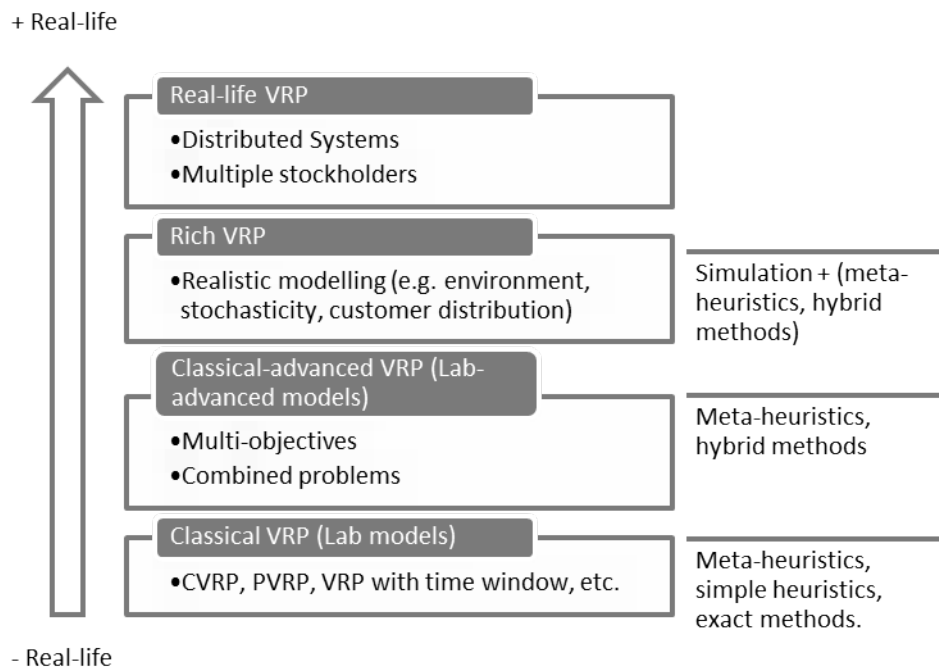 + Real-life
Real-life VRP
•Distributed Systems
•Multiple stockholders
Rich VRP
•Realistic modelling (e.g. environment,
stochasticity, customer distribution)
Simulation + (meta-
heuristics, hybrid
methods)
Classical-advanced VRP (Lab-
advanced models)
•Multi-objectives
•Combined problems
Meta-heuristics,
hybrid methods
Classical VRP (Lab models)
•CVRP, PVRP, VRP with time window, etc.
Meta-heuristics,
simple heuristics,
exact methods.
- Real-life